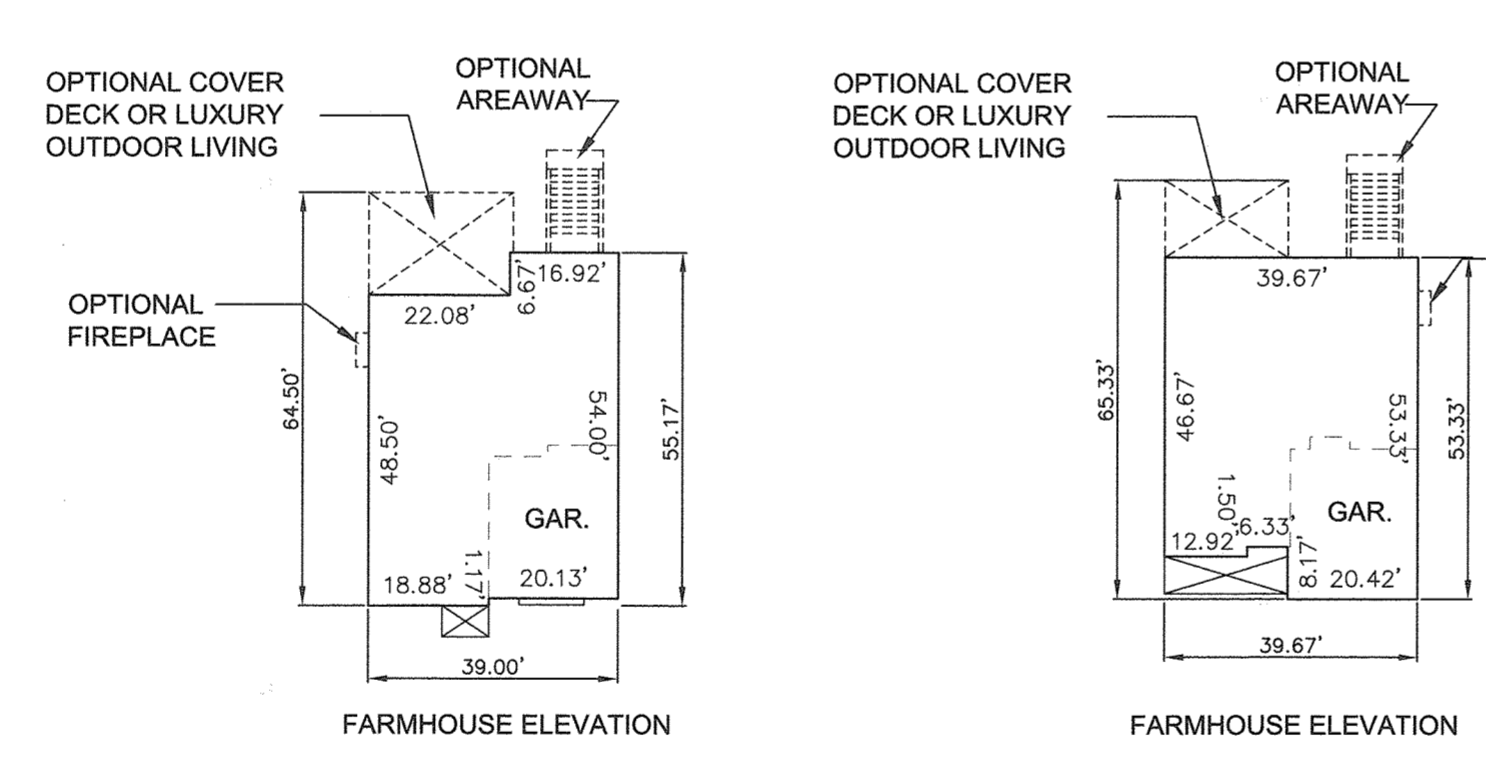 OPTIONAL COVER
DECK OR LUXURY
OUTDOOR LIVING
OPTIONAL
AREAWAY
OPTIONAL
FIREPLACE
16.92'
6.67'
22.08'
64.50'
48.50'
54.00'
55.17'
GAR.
1.17'
18.88'
20.13'
39.00'
FARMHOUSE ELEVATION
OPTIONAL COVER
DECK OR LUXURY
OUTDOOR LIVING
OPTIONAL
AREAWAY
39.67'
65.33'
46.67'
53.33'
53.33'
1.50'
6.33'
GAR.
12.92'
8.17'
20.42'
39.67'
FARMHOUSE ELEVATION